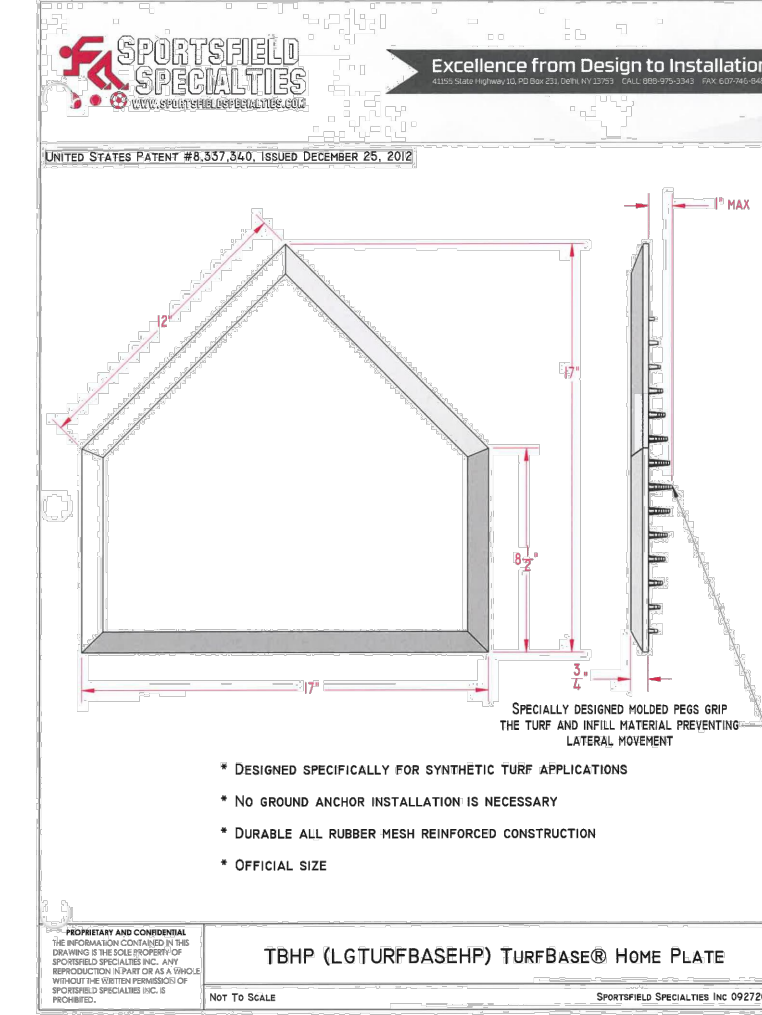 SPORTSFIELD
SPECIALTIES
WWW.SPORTSFIELDSPECIALTIES.COM
Excellence from Design to Installation
41155 State Highway 10, PO Box 231, Delhi, NY 13753 CALL: 888-975-3343 FAX: 607-746-84
UNITED STATES PATENT #8,337,340, ISSUED DECEMBER 25, 2012
1" MAX
12"
17"
8 1/2"
3/4"
17"
SPECIALLY DESIGNED MOLDED PEGS GRIP
THE TURF AND INFILL MATERIAL PREVENTING
LATERAL MOVEMENT
* DESIGNED SPECIFICALLY FOR SYNTHETIC TURF APPLICATIONS
* NO GROUND ANCHOR INSTALLATION IS NECESSARY
* DURABLE ALL RUBBER MESH REINFORCED CONSTRUCTION
* OFFICIAL SIZE
PROPRIETARY AND CONFIDENTIAL
THE INFORMATION CONTAINED IN THIS
DRAWING IS THE SOLE PROPERTY OF
SPORTSFIELD SPECIALTIES INC. ANY
REPRODUCTION IN PART OR AS A WHOLE
WITHOUT THE WRITTEN PERMISSION OF
SPORTSFIELD SPECIALTIES INC. IS
PROHIBITED.
TBHP (LGTURFBASEHP) TURFBASE® HOME PLATE
NOT TO SCALE
SPORTSFIELD SPECIALTIES INC 09272